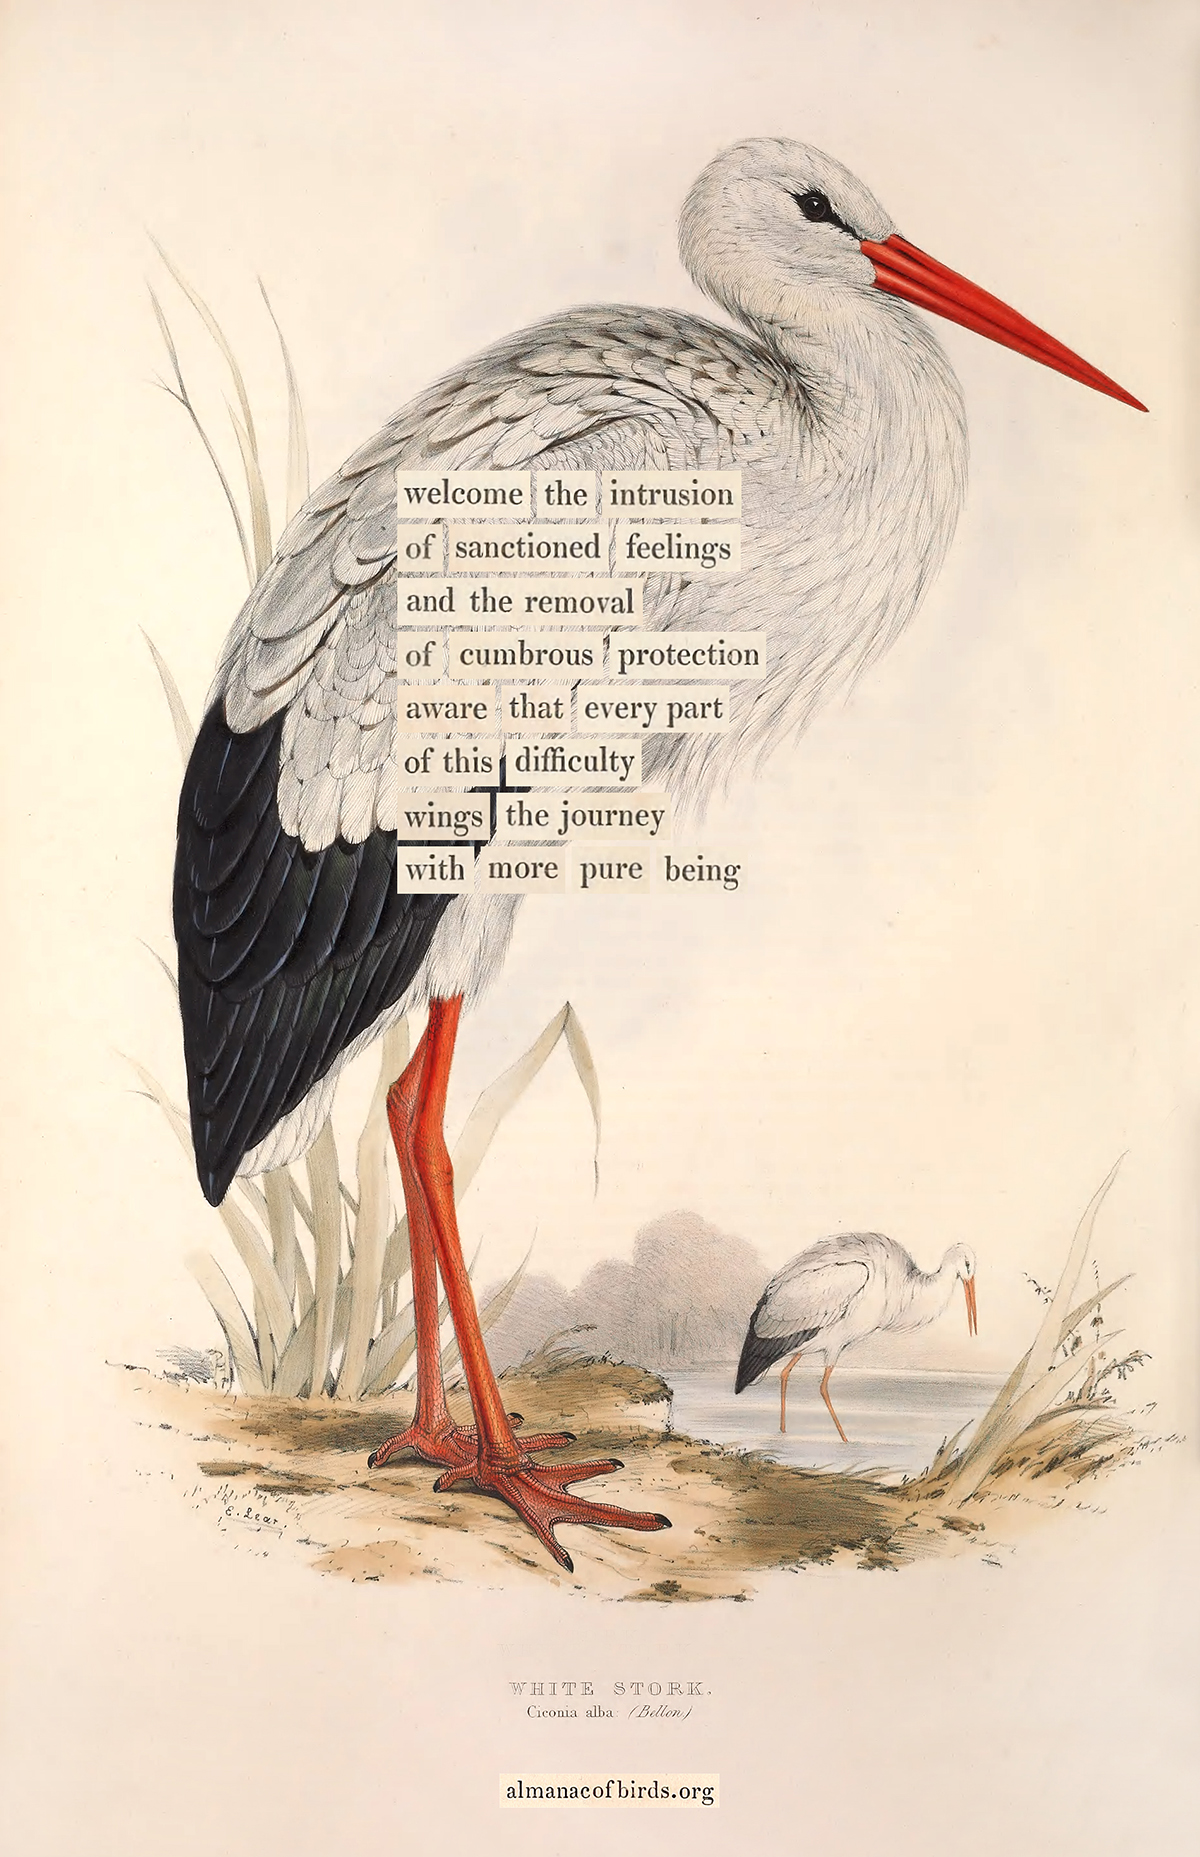 welcome the intrusion
of sanctioned feelings
and the removal
of cumbrous protection
aware that every part
of this difficulty
wings the journey
with more pure being
E. Lear.
WHITE STORK.
Ciconia alba: (Bellon)
almanacofbirds.org